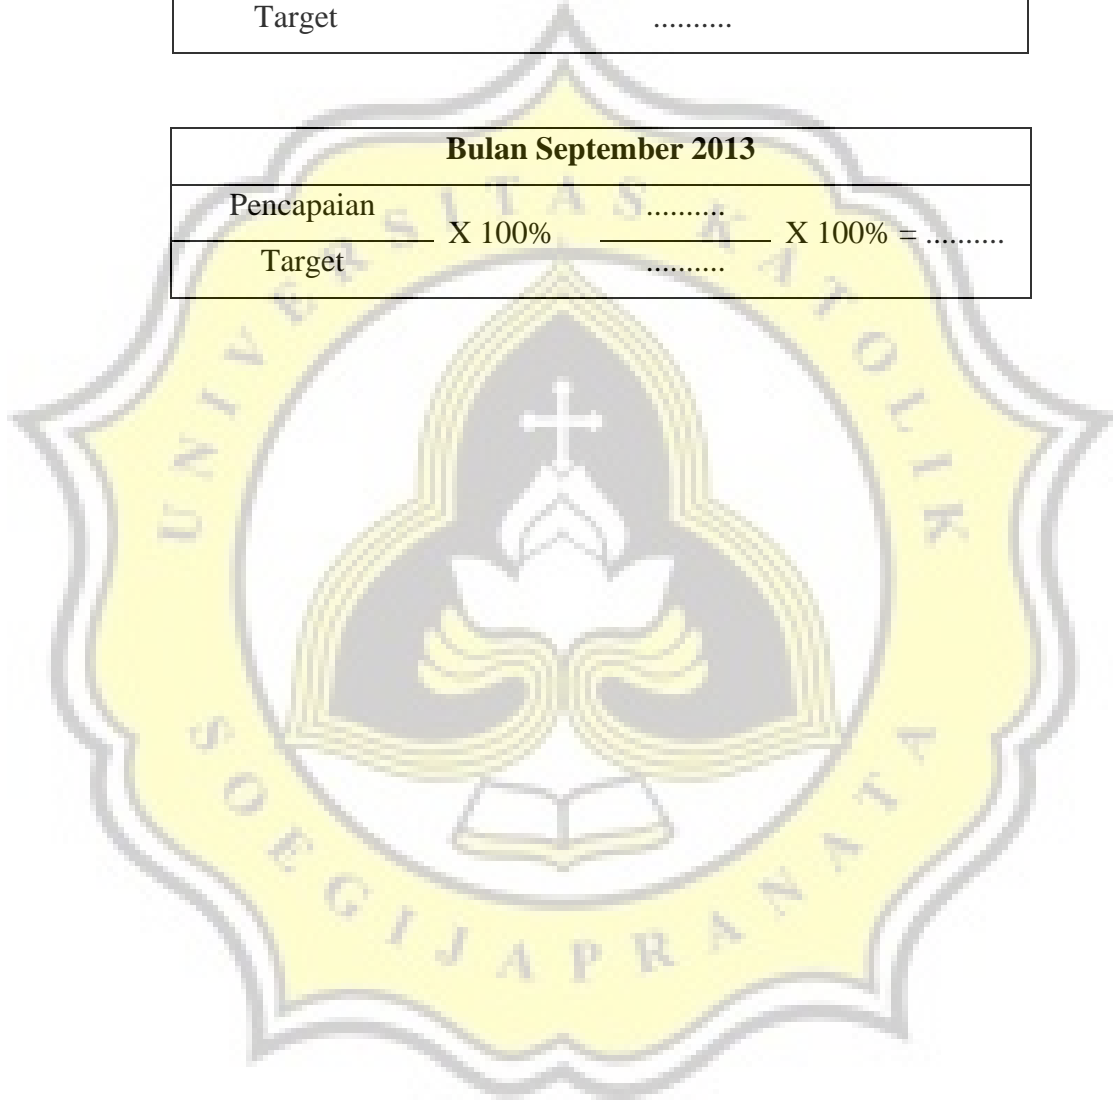 Target ..........
Bulan September 2013
Pencapaian ..........
X 100% X 100% = ..........
Target ..........
UNIVERSITAS KATOLIK
SOEGIJAPRANATA